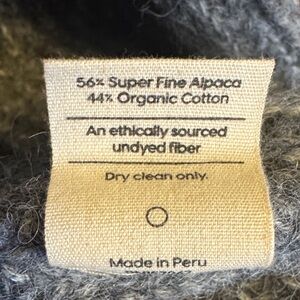 56% Super Fine Alpaca
44% Organic Cotton
An ethically sourced
undyed fiber
Dry clean only.
Made in Peru